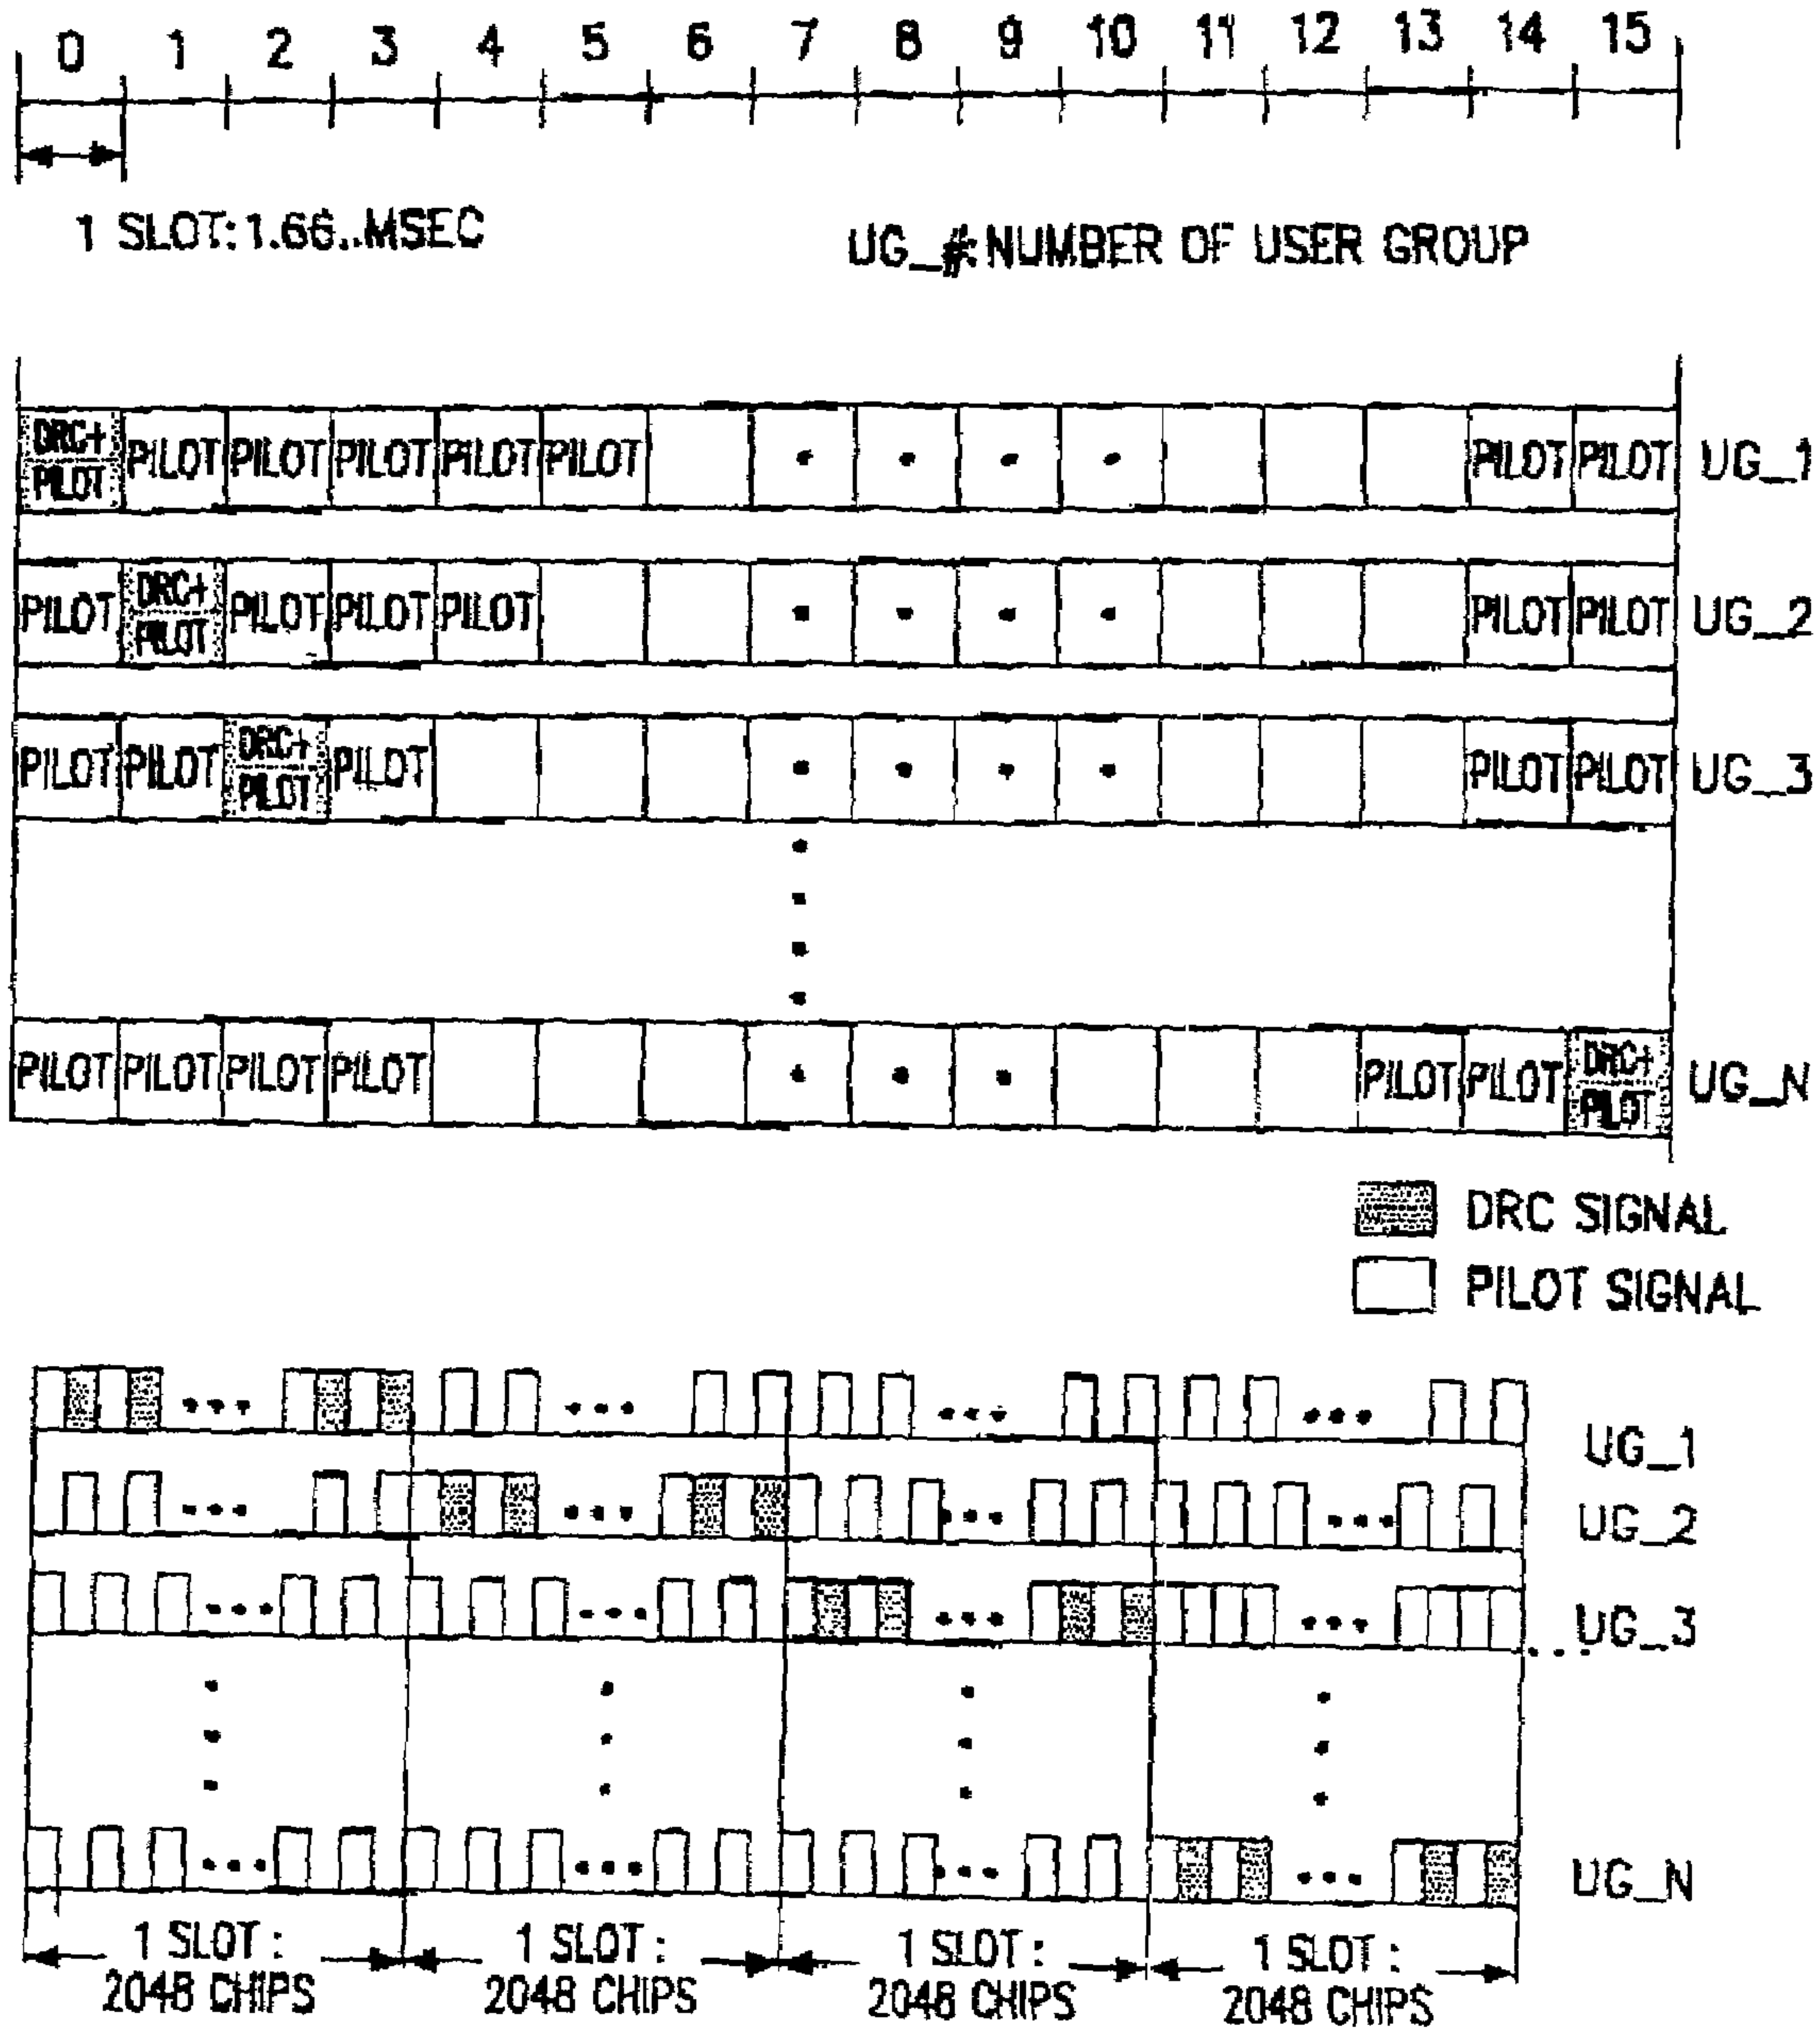 0 1 2 3 4 5 6 7 8 9 10 11 12 13 14 15
1 SLOT: 1.66..MSEC
UG_#: NUMBER OF USER GROUP
DRC+ PILOT PILOT PILOT PILOT PILOT PILOT PILOT PILOT UG_1
PILOT DRC+ PILOT PILOT PILOT PILOT PILOT PILOT UG_2
PILOT PILOT DRC+ PILOT PILOT PILOT PILOT UG_3
PILOT PILOT PILOT PILOT PILOT PILOT DRC+ PILOT UG_N
DRC SIGNAL
PILOT SIGNAL
UG_1
UG_2
UG_3
UG_N
1 SLOT : 1 SLOT : 1 SLOT : 1 SLOT :
2048 CHIPS 2048 CHIPS 2048 CHIPS 2048 CHIPS